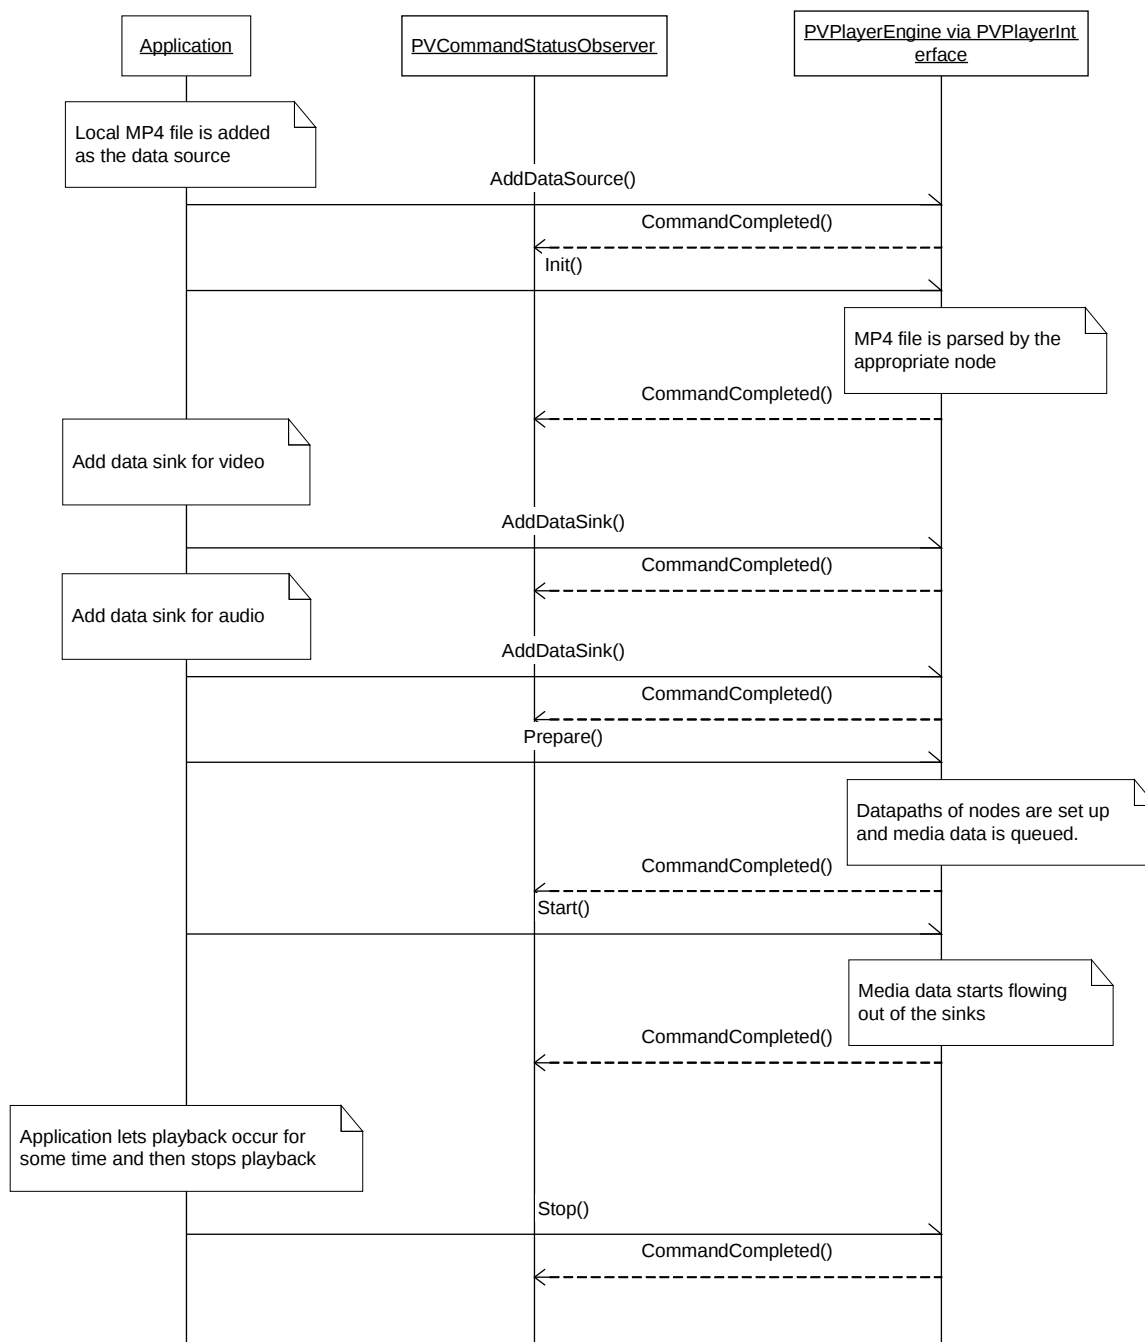 Application
PVCommandStatusObserver
PVPlayerEngine via PVPlayerInt
erface
Local MP4 file is added
as the data source
AddDataSource()
CommandCompleted()
Init()
MP4 file is parsed by the
appropriate node
CommandCompleted()
Add data sink for video
AddDataSink()
CommandCompleted()
Add data sink for audio
AddDataSink()
CommandCompleted()
Prepare()
Datapaths of nodes are set up
and media data is queued.
CommandCompleted()
Start()
Media data starts flowing
out of the sinks
CommandCompleted()
Application lets playback occur for
some time and then stops playback
Stop()
CommandCompleted()